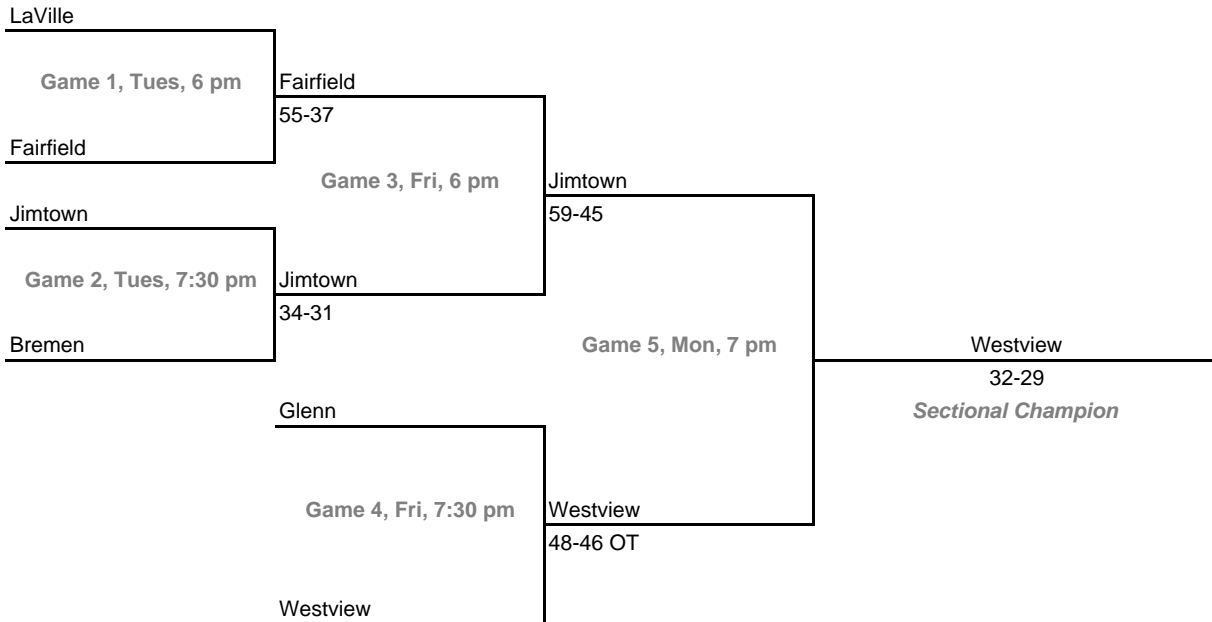 LaVille
Game 1, Tues, 6 pm
Fairfield
55-37
Fairfield
Game 3, Fri, 6 pm
Jimtown
Jimtown
59-45
Game 2, Tues, 7:30 pm
Jimtown
34-31
Bremen
Game 5, Mon, 7 pm
Westview
32-29
Glenn
Sectional Champion
Game 4, Fri, 7:30 pm
Westview
48-46 OT
Westview